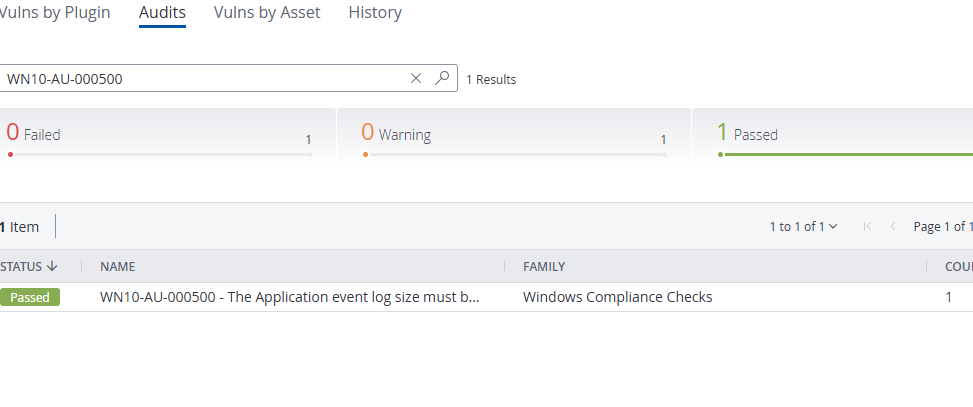 Vulns by Plugin Audits Vulns by Asset History
WN10-AU-000500 1 Results
0 Failed 1 0 Warning 1 1 Passed
1 Item 1 to 1 of 1 Page 1 of 1
STATUS NAME FAMILY COU
Passed WN10-AU-000500 - The Application event log size must b... Windows Compliance Checks 1